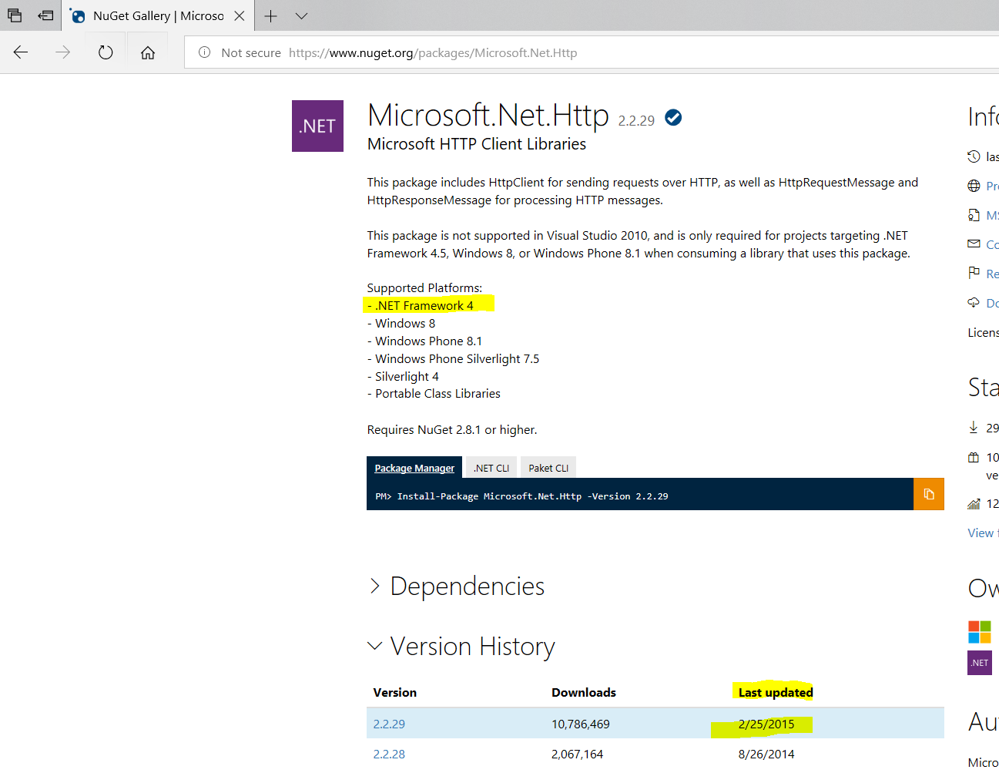 NuGet Gallery | Microso
Not secure https://www.nuget.org/packages/Microsoft.Net.Http
.NET
Microsoft.Net.Http 2.2.29
Microsoft HTTP Client Libraries
This package includes HttpClient for sending requests over HTTP, as well as HttpRequestMessage and
HttpResponseMessage for processing HTTP messages.
This package is not supported in Visual Studio 2010, and is only required for projects targeting .NET
Framework 4.5, Windows 8, or Windows Phone 8.1 when consuming a library that uses this package.
Supported Platforms:
- .NET Framework 4
- Windows 8
- Windows Phone 8.1
- Windows Phone Silverlight 7.5
- Silverlight 4
- Portable Class Libraries
Requires NuGet 2.8.1 or higher.
Package Manager .NET CLI Paket CLI
PM> Install-Package Microsoft.Net.Http -Version 2.2.29
Dependencies
Version History
Version Downloads Last updated
2.2.29 10,786,469 2/25/2015
2.2.28 2,067,164 8/26/2014
Info
las
Pr
MS
Co
Re
Do
Licens
Sta
29
10
ve
12
View f
Ow
.NET
Au
Micro